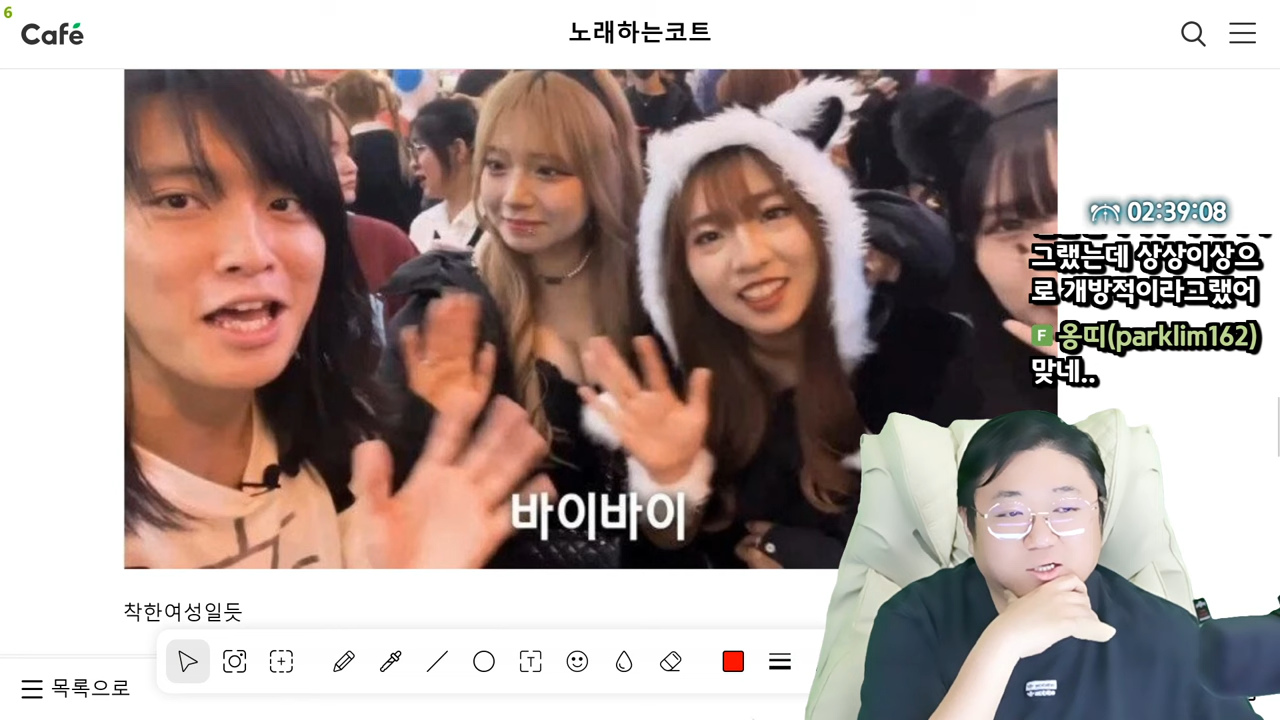 6
Café
노래하는코트
02:39:08
그랬는데 상상이상으
로 개방적이라그랬어
F 옹띠(parklim162)
맞네..
바이바이
착한여성일듯
T
목록으로